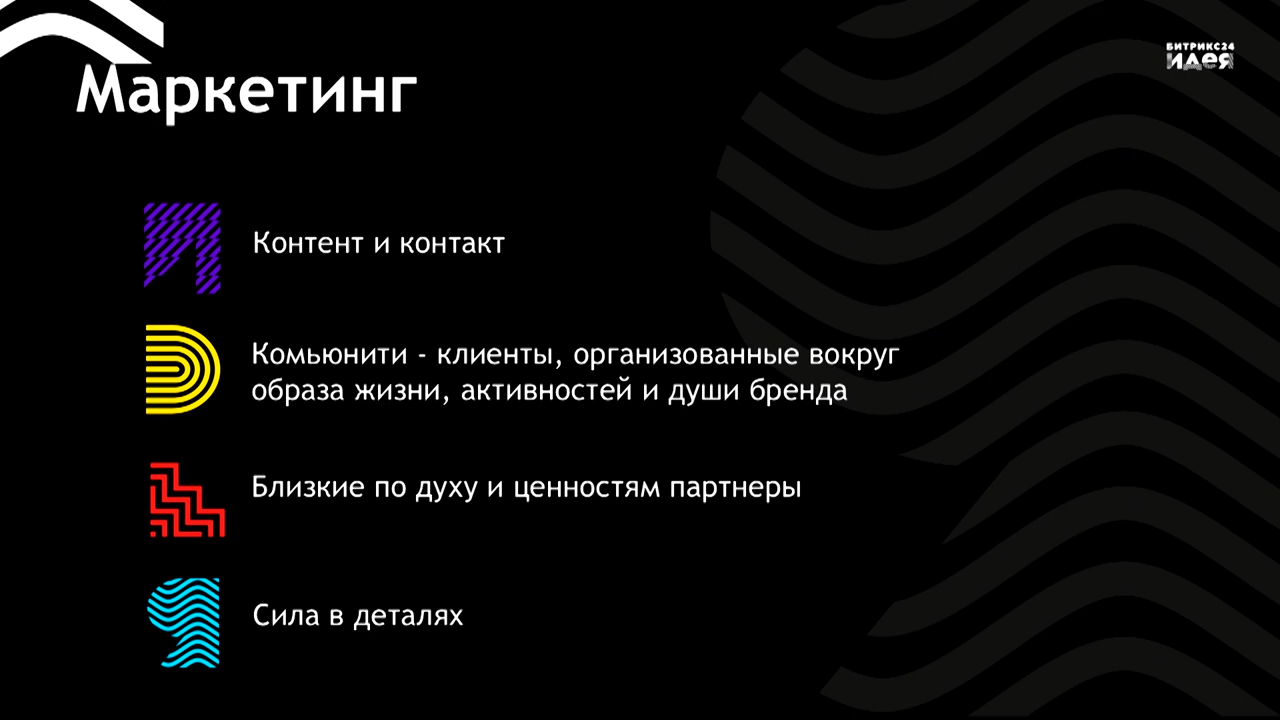 БИТРИКС24
идея
Маркетинг
Контент и контакт
Комьюнити - клиенты, организованные вокруг
образа жизни, активностей и души бренда
Близкие по духу и ценностям партнеры
Сила в деталях